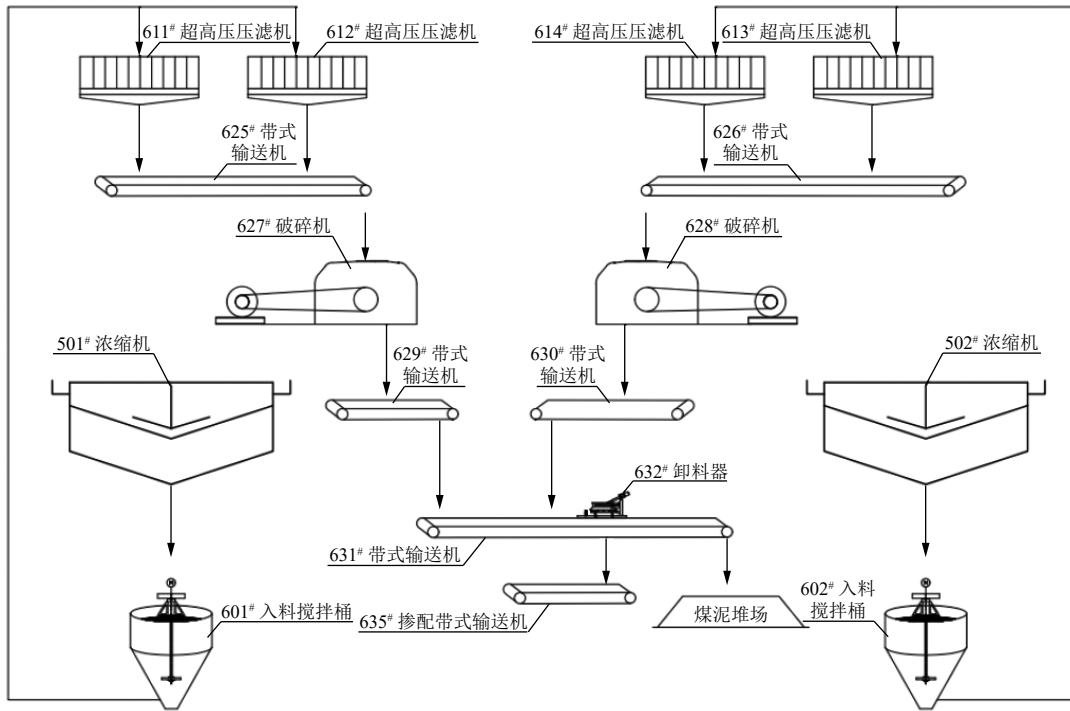 611# 超高压压滤机
612# 超高压压滤机
614# 超高压压滤机
613# 超高压压滤机
625# 带式
输送机
626# 带式
输送机
627# 破碎机
628# 破碎机
501# 浓缩机
629# 带式
输送机
630# 带式
输送机
502# 浓缩机
632# 卸料器
631# 带式输送机
601# 入料搅拌桶
635# 掺配带式输送机
煤泥堆场
602# 入料
搅拌桶